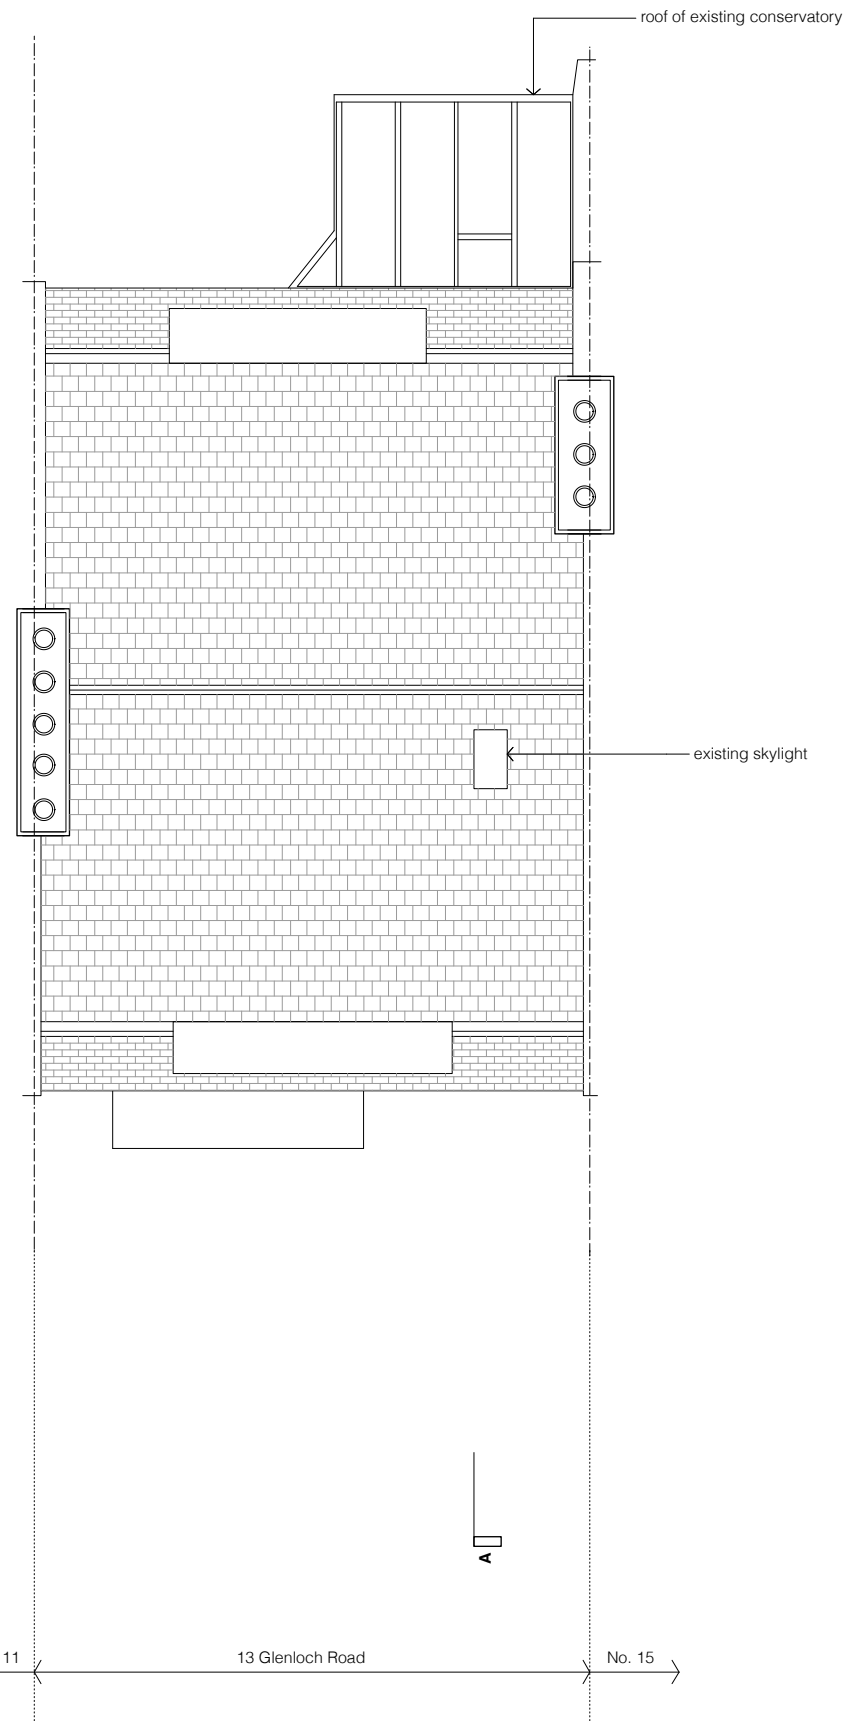 roof of existing conservatory
existing skylight
A
11
13 Glenloch Road
No. 15